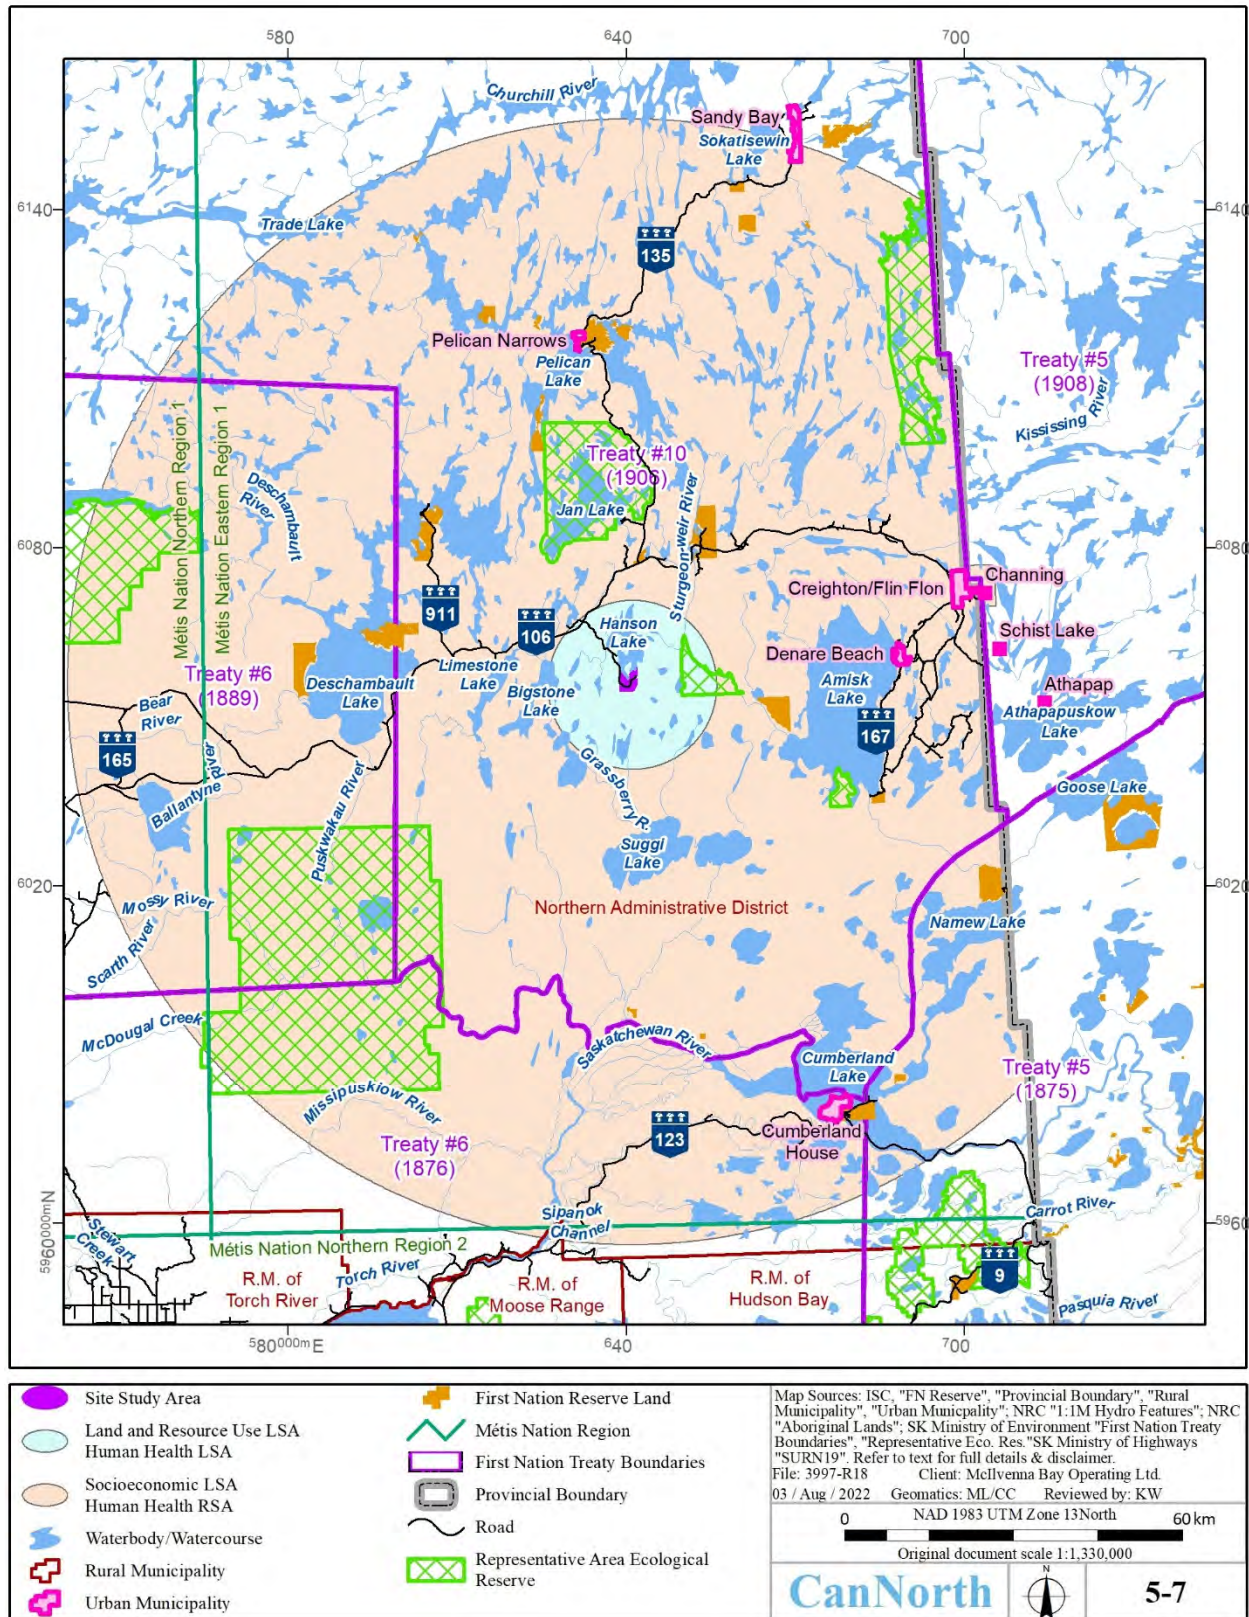 580
640
700
Churchill River
Sandy Bay
Sokatisewin
Lake
6140
6140
Trade Lake
135
Pelican Narrows
Pelican
Lake
Treaty #5
(1908)
Kississing River
Métis Nation Northern Region 1
Métis Nation Eastern Region 1
Deschambault
River
Treaty #10
(1906)
Jan Lake
Sturgeon-weir River
6080
6080
Channing
Creighton/Flin Flon
911
106
Hanson
Lake
Schist Lake
Denare Beach
Limestone
Lake
Treaty #6
(1889)
Deschambault
Lake
Bigstone
Lake
Amisk
Lake
Athapap
Athapapuskow
Lake
Bear
River
165
167
Grassberry R.
Goose Lake
Ballantyne River
Puskwakau River
Suggi
Lake
6020
6020
Mossy River
Northern Administrative District
Namew Lake
Scarth River
McDougal Creek
Saskatchewan River
Cumberland
Lake
Treaty #5
(1875)
Missipuskiow River
Treaty #6
(1876)
123
Cumberland
House
Sipanok
Channel
Carrot River
5960000mN
5960
Stewart
Creek
Métis Nation Northern Region 2
Torch River
R.M. of
Torch River
R.M. of
Moose Range
R.M. of
Hudson Bay
9
Pasquia River
580000mE
640
700
Site Study Area
Land and Resource Use LSA
Human Health LSA
Socioeconomic LSA
Human Health RSA
Waterbody/Watercourse
Rural Municipality
Urban Municipality
First Nation Reserve Land
Métis Nation Region
First Nation Treaty Boundaries
Provincial Boundary
Road
Representative Area Ecological
Reserve
Map Sources: ISC, "FN Reserve", "Provincial Boundary", "Rural
Municipality", "Urban Municpality"; NRC "1:1M Hydro Features"; NRC
"Aboriginal Lands"; SK Ministry of Environment "First Nation Treaty
Boundaries", "Representative Eco. Res."SK Ministry of Highways
"SURN19". Refer to text for full details & disclaimer.
File: 3997-R18 Client: McIlvenna Bay Operating Ltd.
03 / Aug / 2022 Geomatics: ML/CC Reviewed by: KW
NAD 1983 UTM Zone 13North
0 60 km
Original document scale 1:1,330,000
CanNorth
N
5-7